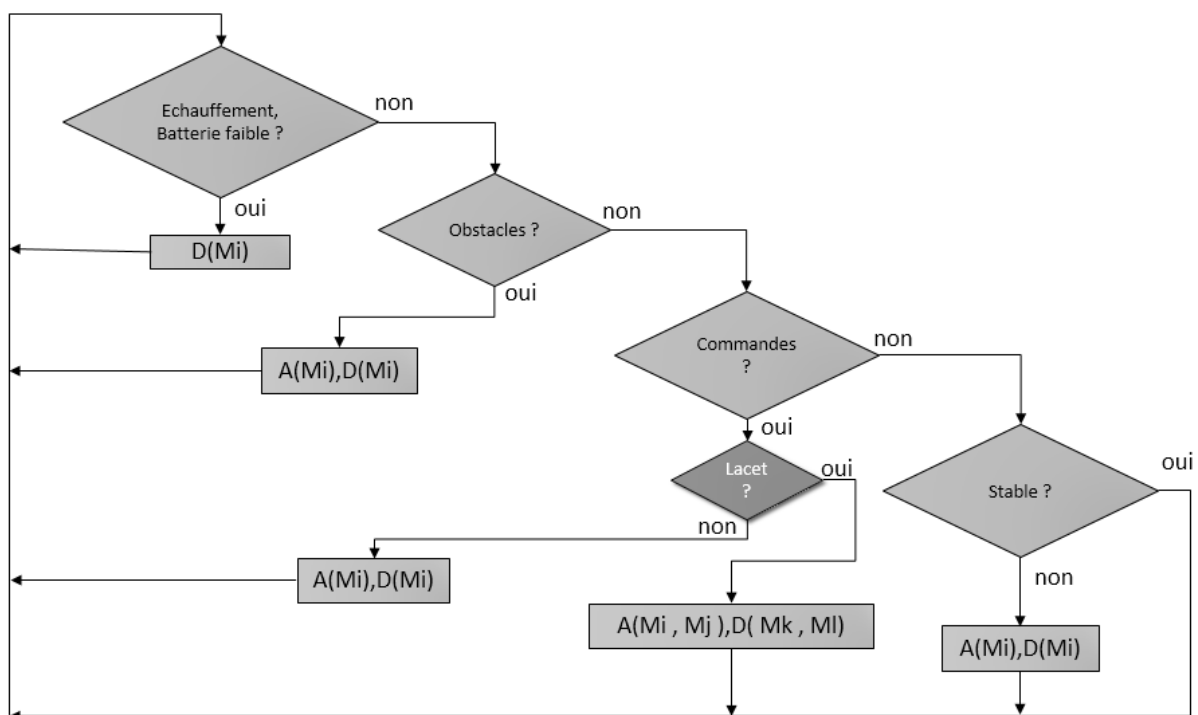 Echauffement,
Batterie faible ?
non
oui
D(Mi)
Obstacles ?
non
oui
A(Mi),D(Mi)
Commandes
?
non
oui
Lacet
?
oui
non
A(Mi),D(Mi)
A(Mi , Mj ),D( Mk , Ml)
Stable ?
oui
non
A(Mi),D(Mi)